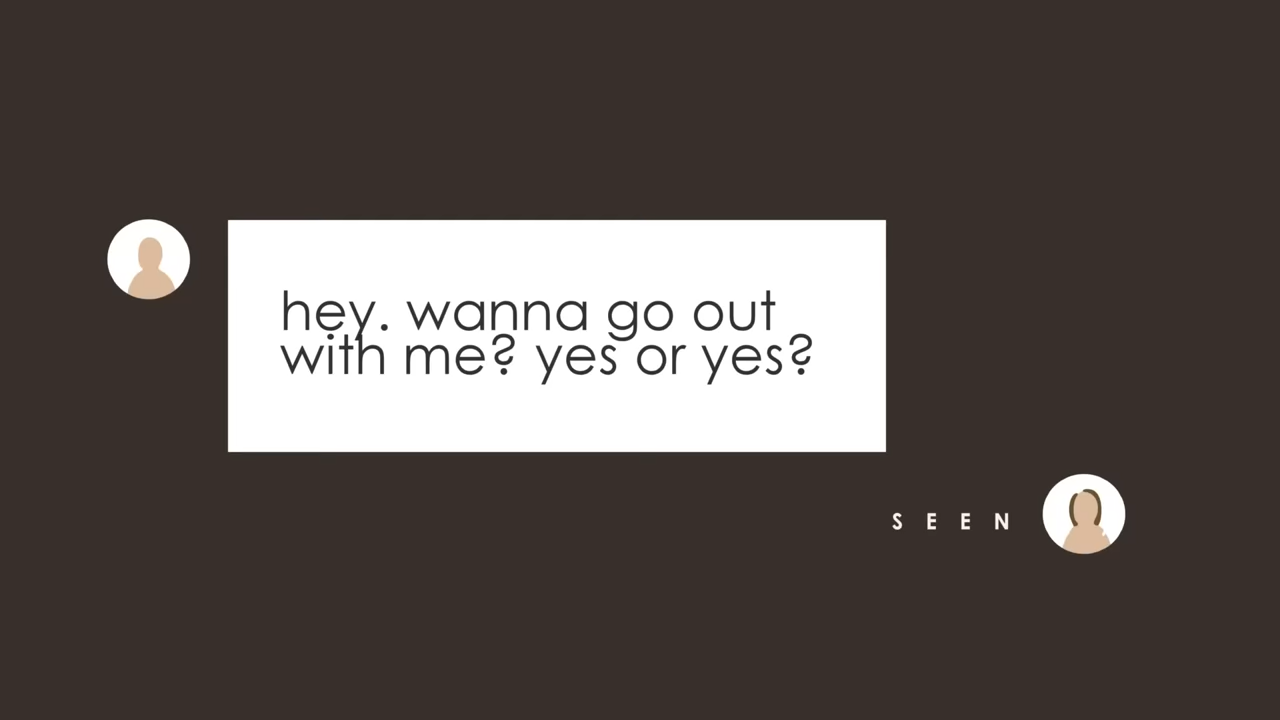 hey. wanna go out
with me? yes or yes?
SEEN